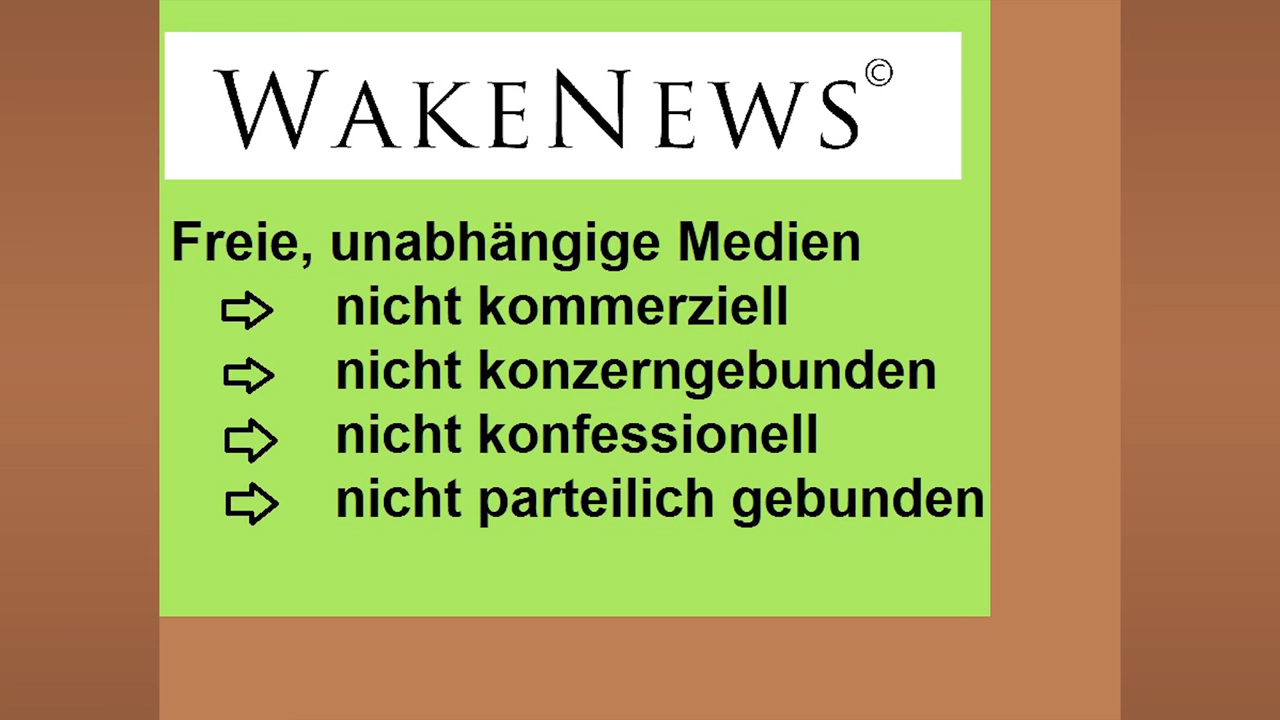 WAKENEWS©
Freie, unabhängige Medien
⇨ nicht kommerziell
⇨ nicht konzerngebunden
⇨ nicht konfessionell
⇨ nicht parteilich gebunden